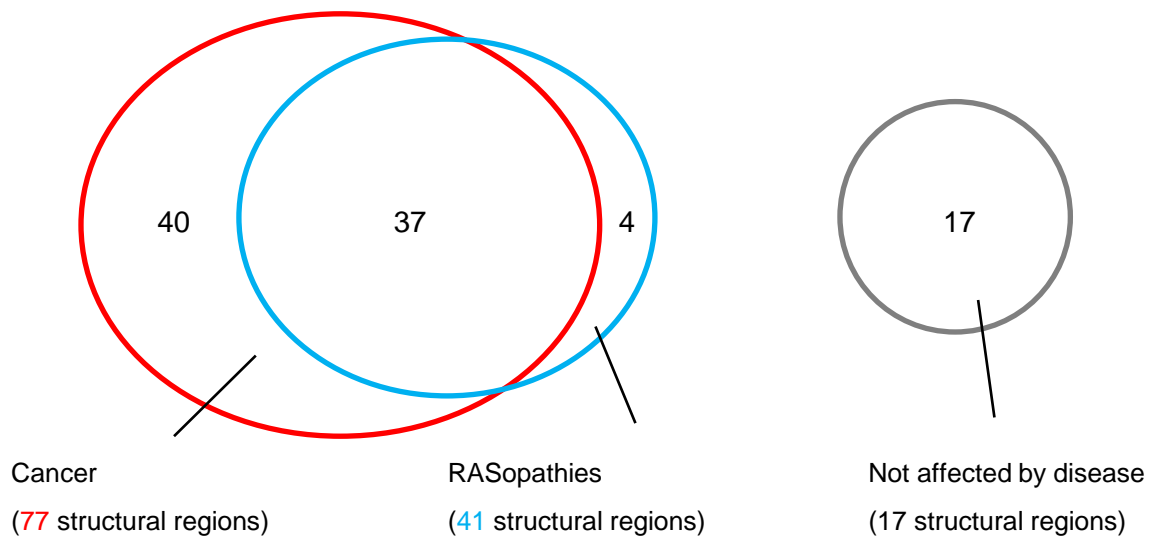 40
37
4
17
Cancer
(77 structural regions)
RASopathies
(41 structural regions)
Not affected by disease
(17 structural regions)